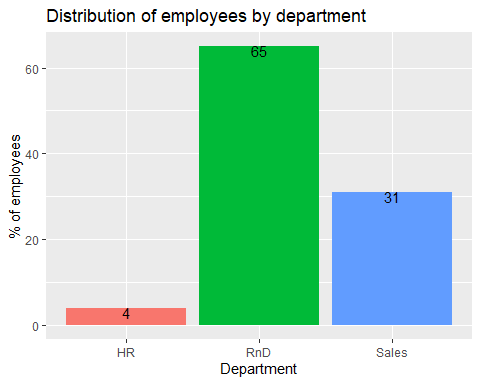 Distribution of employees by department
% of employees
60
40
20
0
65
31
4
HR
RnD
Sales
Department